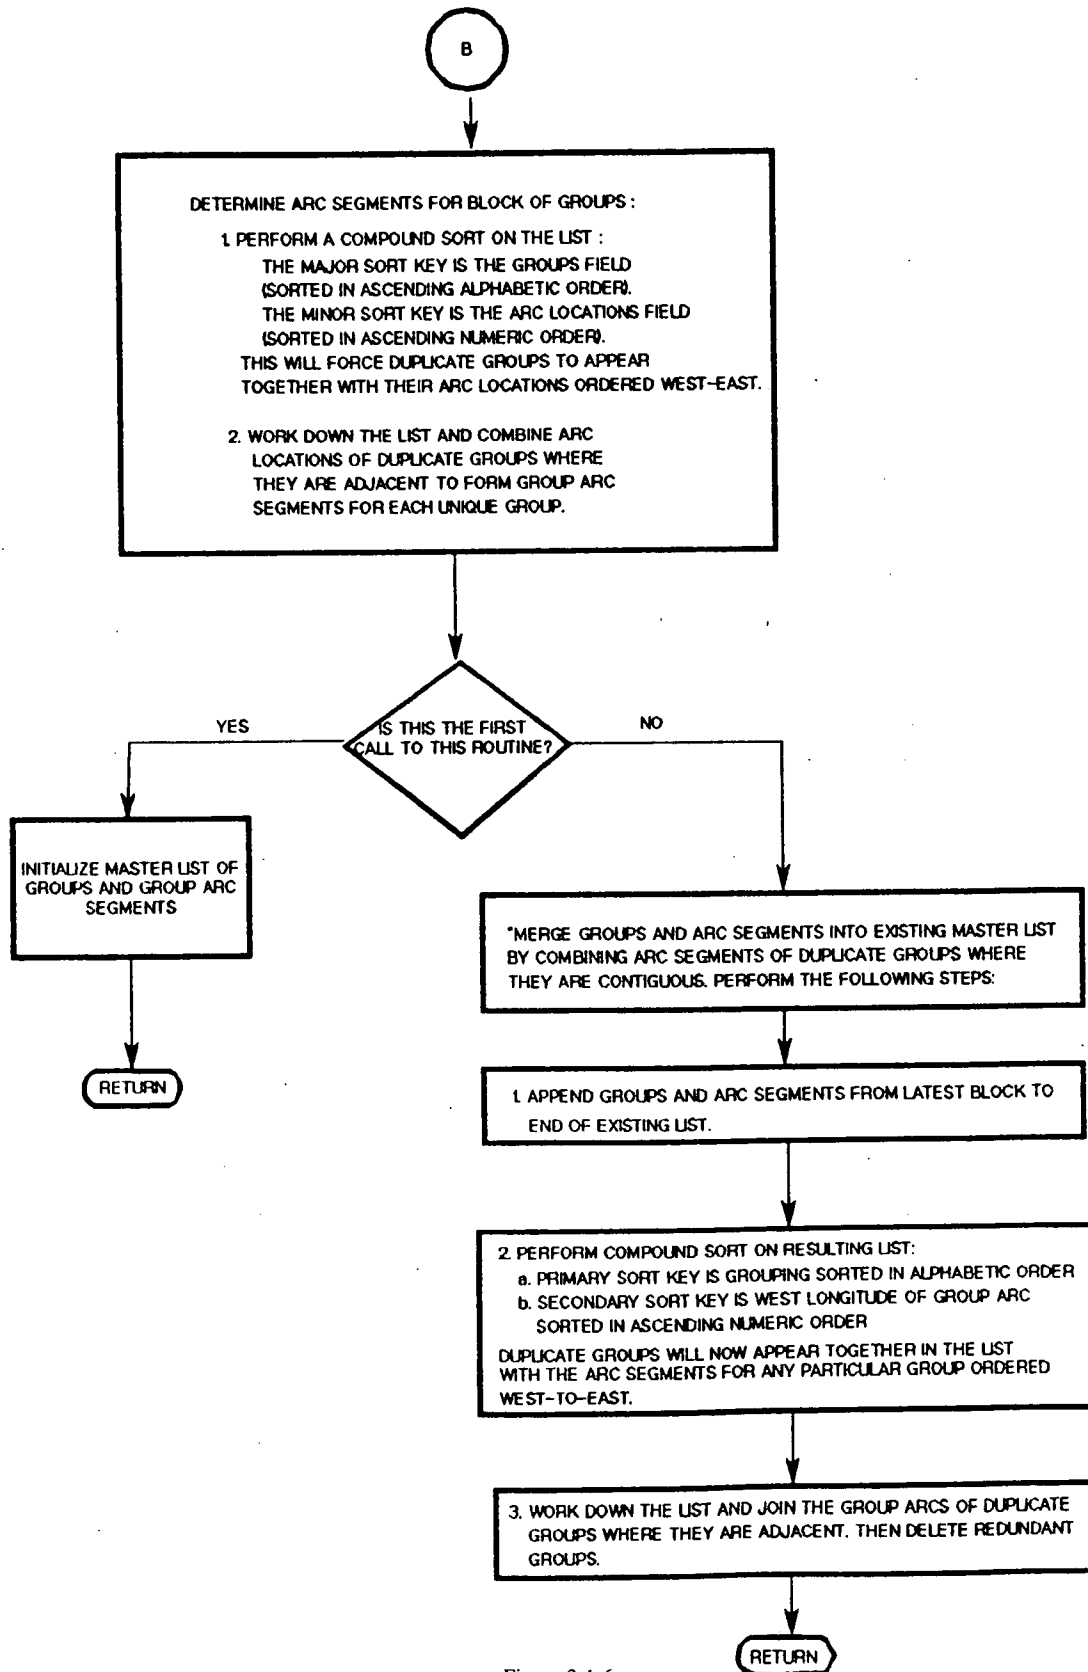 B
DETERMINE ARC SEGMENTS FOR BLOCK OF GROUPS :
1. PERFORM A COMPOUND SORT ON THE LIST :
THE MAJOR SORT KEY IS THE GROUPS FIELD
(SORTED IN ASCENDING ALPHABETIC ORDER).
THE MINOR SORT KEY IS THE ARC LOCATIONS FIELD
(SORTED IN ASCENDING NUMERIC ORDER).
THIS WILL FORCE DUPLICATE GROUPS TO APPEAR
TOGETHER WITH THEIR ARC LOCATIONS ORDERED WEST-EAST.
2. WORK DOWN THE LIST AND COMBINE ARC
LOCATIONS OF DUPLICATE GROUPS WHERE
THEY ARE ADJACENT TO FORM GROUP ARC
SEGMENTS FOR EACH UNIQUE GROUP.
IS THIS THE FIRST
CALL TO THIS ROUTINE?
YES
NO
INITIALIZE MASTER LIST OF
GROUPS AND GROUP ARC
SEGMENTS
RETURN
"MERGE GROUPS AND ARC SEGMENTS INTO EXISTING MASTER LIST
BY COMBINING ARC SEGMENTS OF DUPLICATE GROUPS WHERE
THEY ARE CONTIGUOUS. PERFORM THE FOLLOWING STEPS:
1. APPEND GROUPS AND ARC SEGMENTS FROM LATEST BLOCK TO
END OF EXISTING LIST.
2. PERFORM COMPOUND SORT ON RESULTING LIST:
a. PRIMARY SORT KEY IS GROUPING SORTED IN ALPHABETIC ORDER
b. SECONDARY SORT KEY IS WEST LONGITUDE OF GROUP ARC
SORTED IN ASCENDING NUMERIC ORDER
DUPLICATE GROUPS WILL NOW APPEAR TOGETHER IN THE LIST
WITH THE ARC SEGMENTS FOR ANY PARTICULAR GROUP ORDERED
WEST-TO-EAST.
3. WORK DOWN THE LIST AND JOIN THE GROUP ARCS OF DUPLICATE
GROUPS WHERE THEY ARE ADJACENT. THEN DELETE REDUNDANT
GROUPS.
RETURN